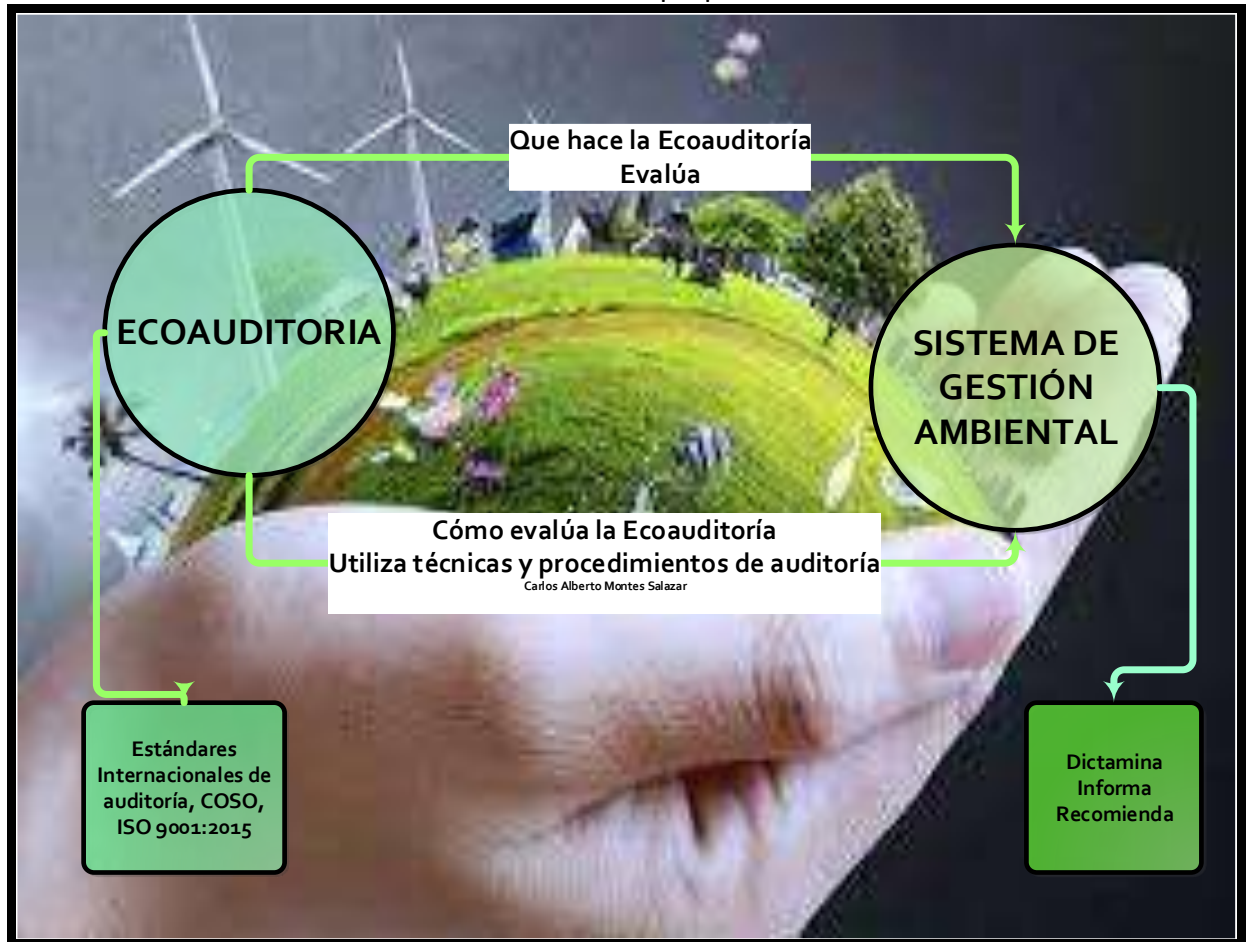 Que hace la Ecoauditoría
Evalúa
ECOAUDITORIA
SISTEMA DE
GESTIÓN
AMBIENTAL
Cómo evalúa la Ecoauditoría
Utiliza técnicas y procedimientos de auditoría
Carlos Alberto Montes Salazar
Estándares
Internacionales de
auditoría, COSO,
ISO 9001:2015
Dictamina
Informa
Recomienda